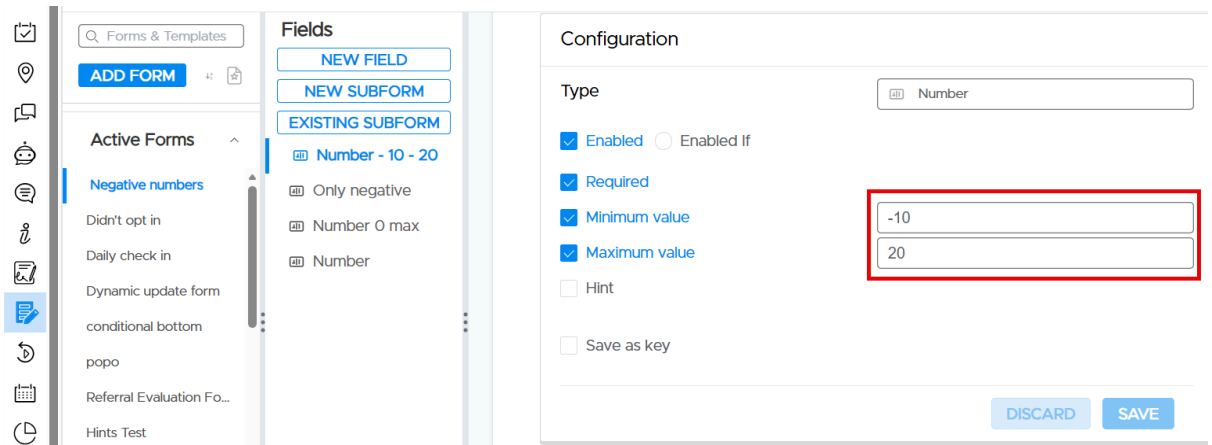 Forms & Templates
ADD FORM
Active Forms
Negative numbers
Didn't opt in
Daily check in
Dynamic update form
conditional bottom
popo
Referral Evaluation Fo...
Hints Test
Fields
NEW FIELD
NEW SUBFORM
EXISTING SUBFORM
Number - 10 - 20
Only negative
Number 0 max
Number
Configuration
Type
Number
Enabled
Enabled If
Required
Minimum value
-10
Maximum value
20
Hint
Save as key
DISCARD
SAVE